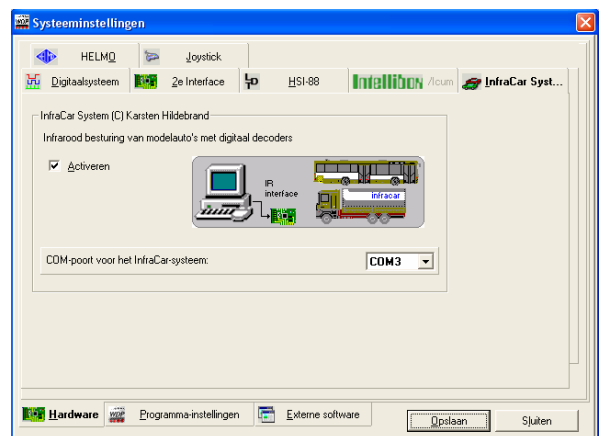 Systeeminstellingen
HELMO Joystick
Digitaalsysteem 2e Interface HSI-88 Intellibox /Icum InfraCar Syst...
InfraCar System (C) Karsten Hildebrand
Infrarood besturing van modelauto's met digitaal decoders
Activeren
IR
interface
infracar
COM-poort voor het InfraCar-systeem: COM3
Hardware Programma-instellingen Externe software Opslaan Sluiten